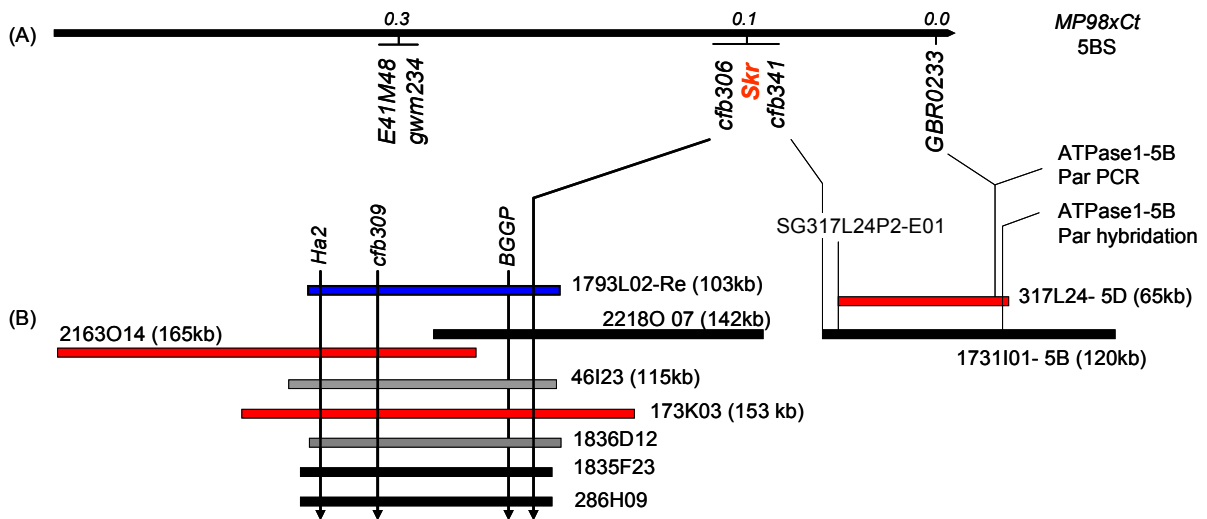 (A)
0.3
0.1
0.0
MP98xCt
5BS
E41M48
gwm234
cfb306
Skr
cfb341
GBR0233
ATPase1-5B
Par PCR
ATPase1-5B
Par hybridation
SG317L24P2-E01
Ha2
cfb309
BGGP
(B)
1793L02-Re (103kb)
317L24- 5D (65kb)
2218O 07 (142kb)
2163O14 (165kb)
1731I01- 5B (120kb)
46I23 (115kb)
173K03 (153 kb)
1836D12
1835F23
286H09